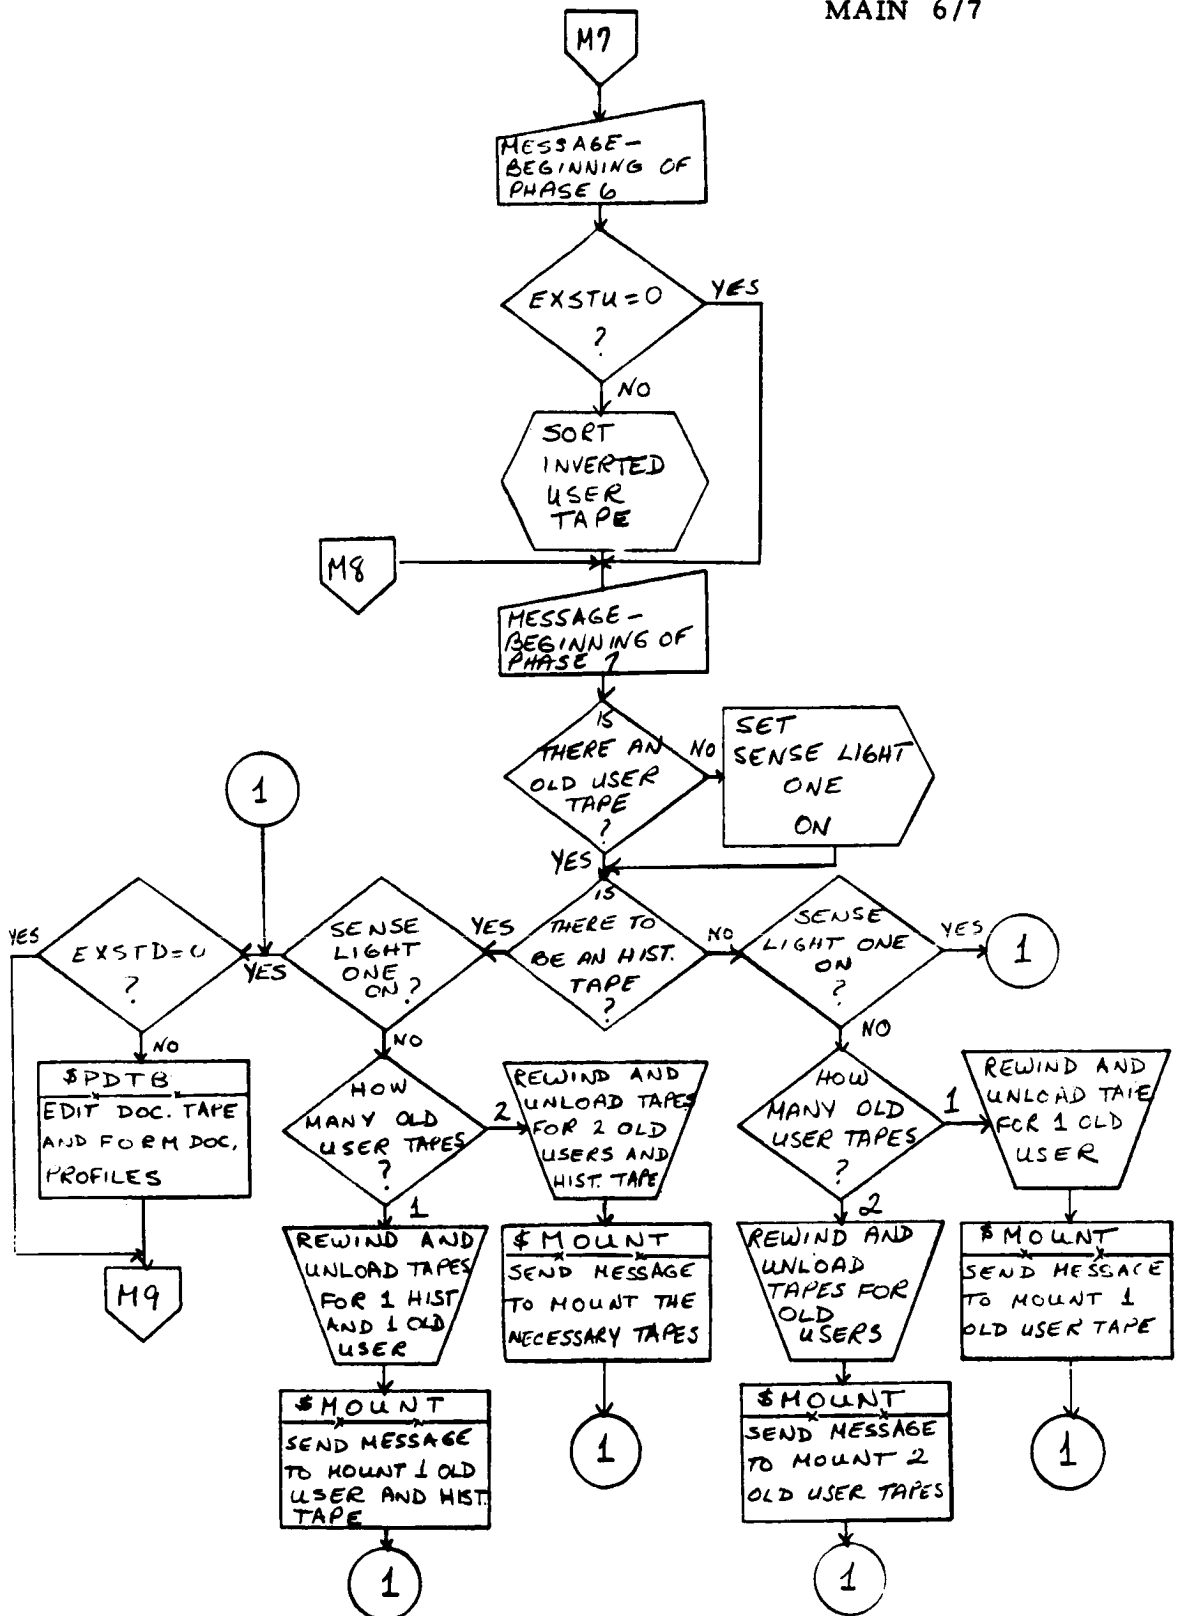 MAIN 6/7
M7
MESSAGE-
BEGINNING OF
PHASE 6
EXSTU=0
?
YES
NO
SORT
INVERTED
USER
TAPE
M8
MESSAGE-
BEGINNING OF
PHASE 7
IS
THERE AN
OLD USER
TAPE
?
NO
SET
SENSE LIGHT
ONE
ON
YES
1
YES
EXSTD=0
?
YES
SENSE
LIGHT
ONE
ON?
YES
IS
THERE TO
BE AN HIST.
TAPE
?
NO
SENSE
LIGHT ONE
ON
?
YES
1
NO
$PDTB
EDIT DOC. TAPE
AND FORM DOC.
PROFILES
M9
NO
HOW
MANY OLD
USER TAPES
?
2
REWIND AND
UNLOAD TAPES
FOR 2 OLD
USERS AND
HIST. TAPE
NO
HOW
MANY OLD
USER TAPES
?
1
REWIND AND
UNLOAD TAPE
FOR 1 OLD
USER
1
REWIND AND
UNLOAD TAPES
FOR 1 HIST
AND 1 OLD
USER
$MOUNT
SEND MESSAGE
TO MOUNT THE
NECESSARY TAPES
2
REWIND AND
UNLOAD
TAPES FOR
OLD
USERS
$MOUNT
SEND MESSAGE
TO MOUNT 1
OLD USER TAPE
$MOUNT
SEND MESSAGE
TO MOUNT 1 OLD
USER AND HIST.
TAPE
1
$MOUNT
SEND MESSAGE
TO MOUNT 2
OLD USER TAPES
1
1
1